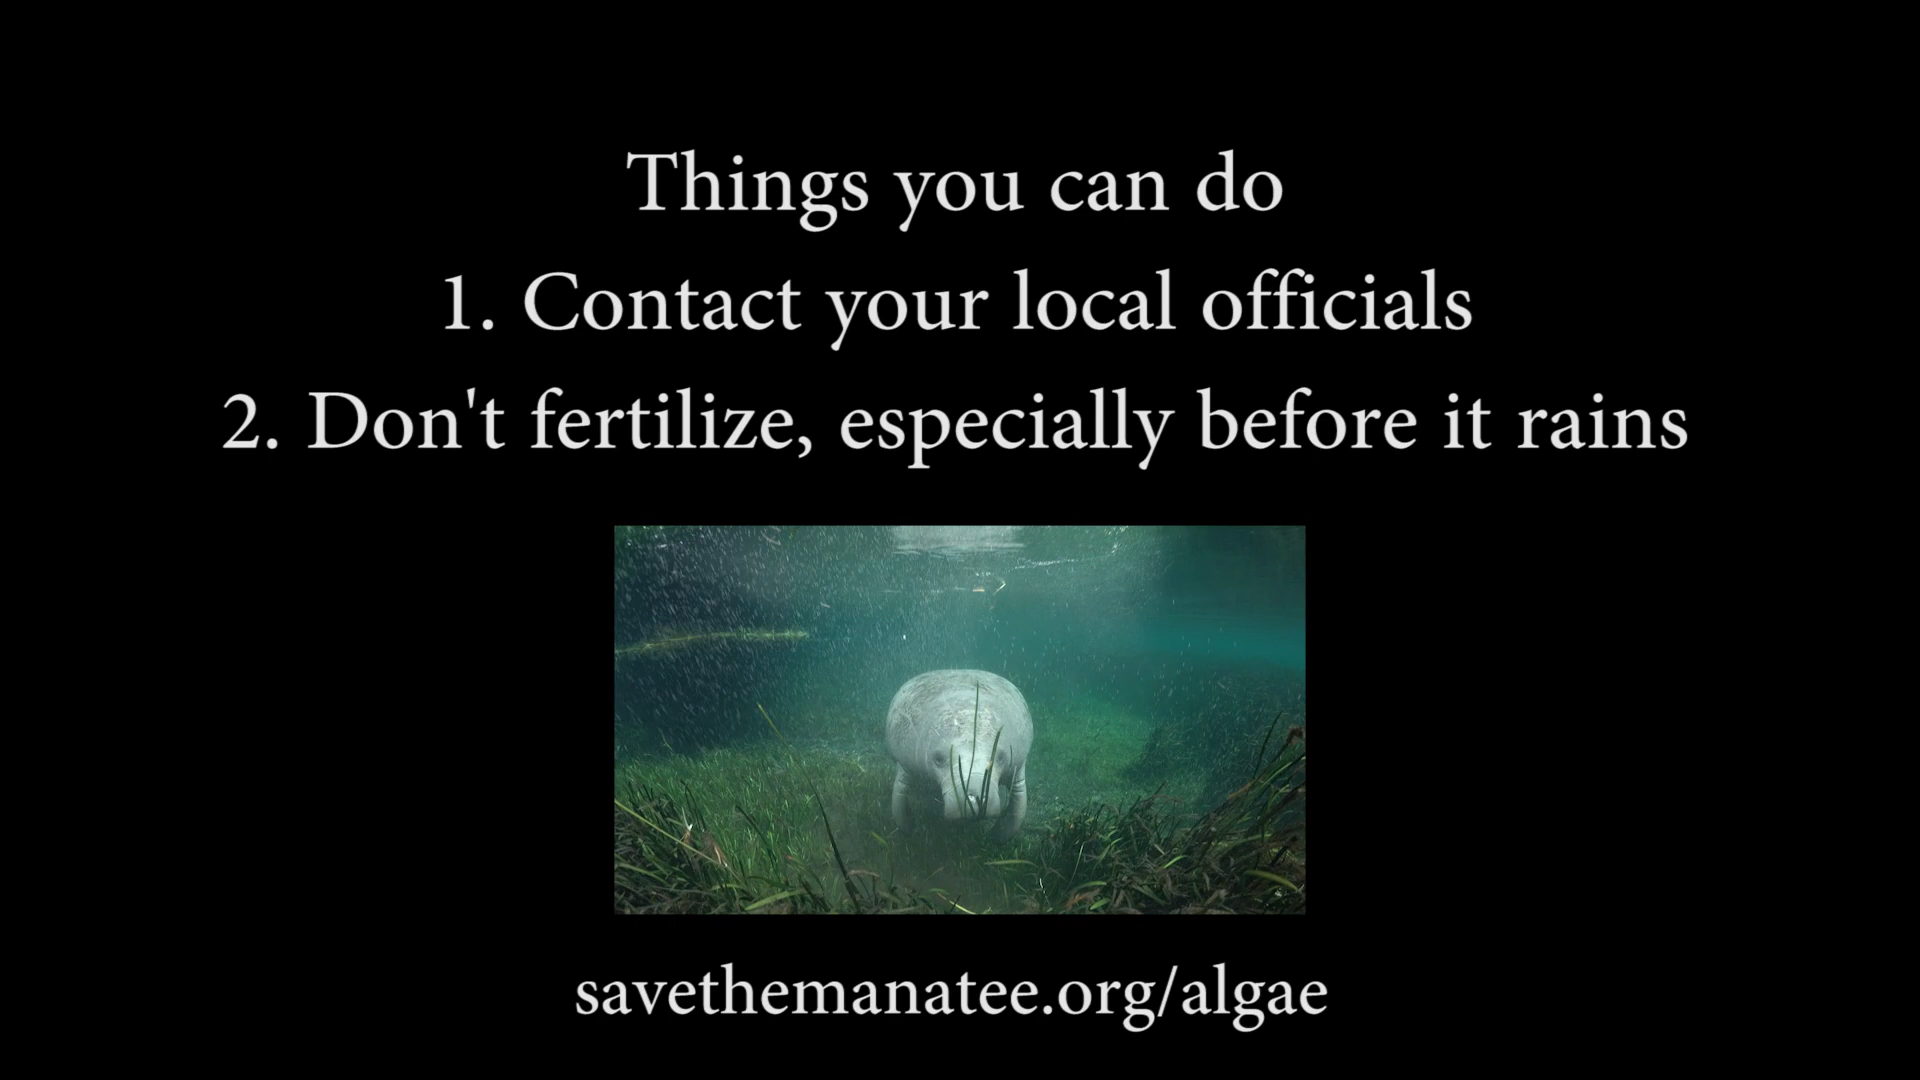 Things you can do
1. Contact your local officials
2. Don't fertilize, especially before it rains
savethemanatee.org/algae